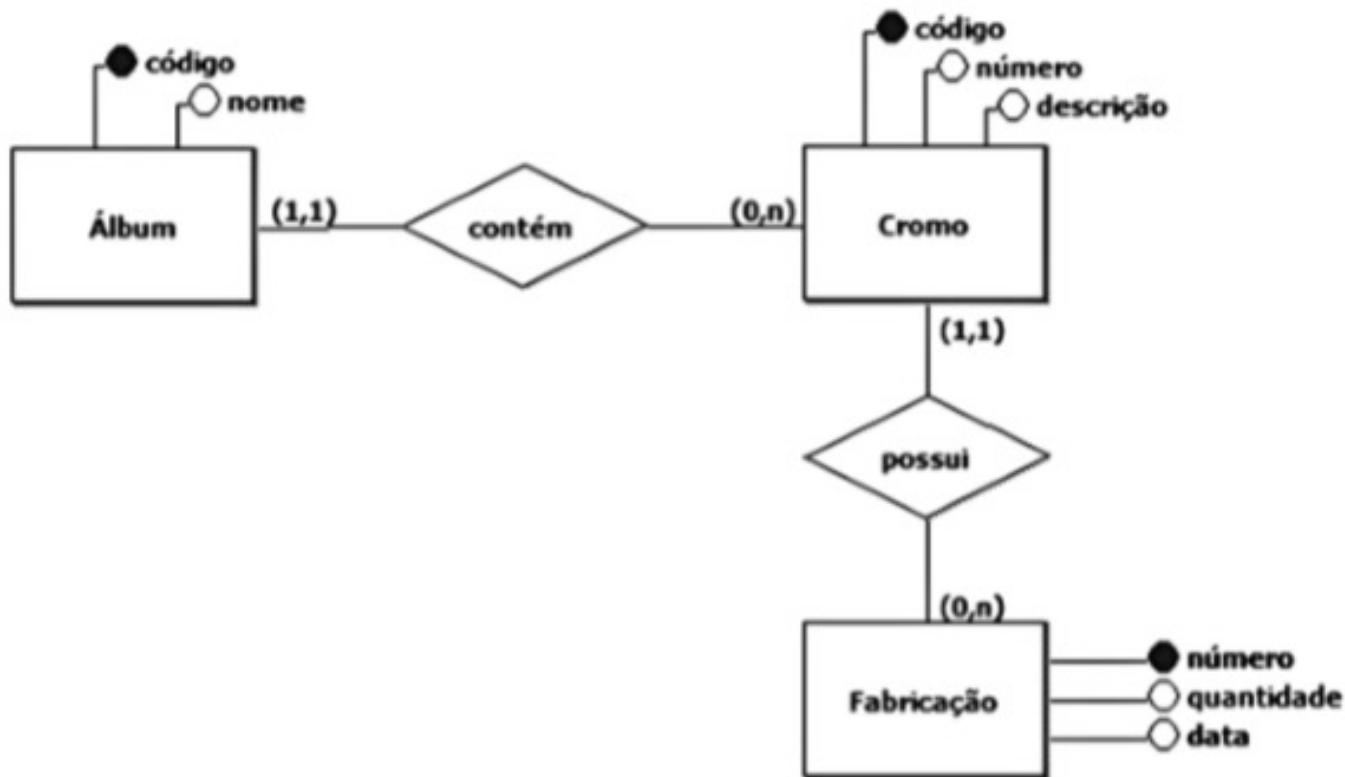 código
nome
Álbum
(1,1)
contém
(0,n)
código
número
descrição
Cromo
(1,1)
possui
(0,n)
Fabricação
número
quantidade
data